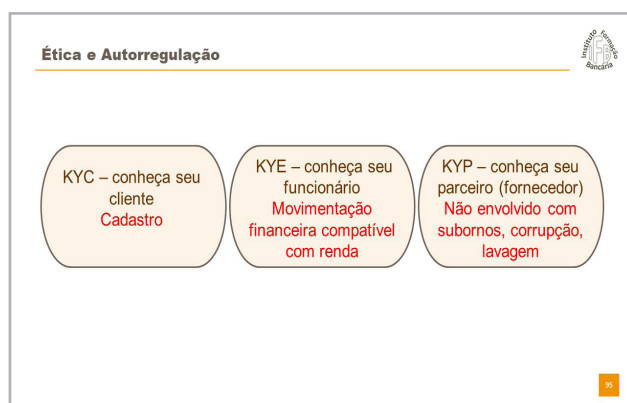 Ética e Autorregulação
Instituto Formação
IFB
Bancária
KYC – conheça seu
cliente
Cadastro
KYE – conheça seu
funcionário
Movimentação
financeira compatível
com renda
KYP – conheça seu
parceiro (fornecedor)
Não envolvido com
subornos, corrupção,
lavagem
95